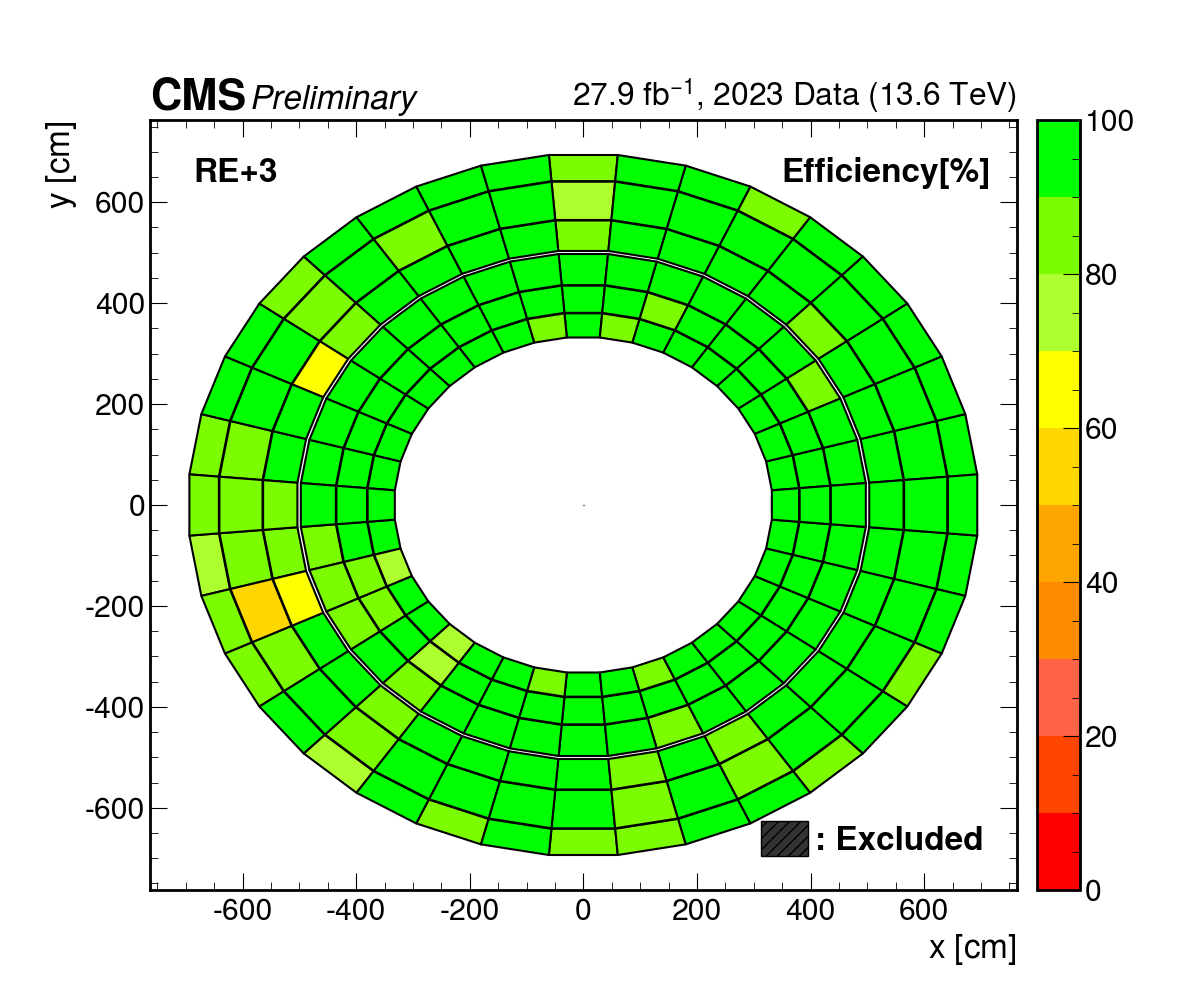 CMS Preliminary 27.9 fb⁻¹, 2023 Data (13.6 TeV)
y [cm]
RE+3 Efficiency[%]
600
400
200
0
-200
-400
-600
: Excluded
-600 -400 -200 0 200 400 600
x [cm]
100
80
60
40
20
0